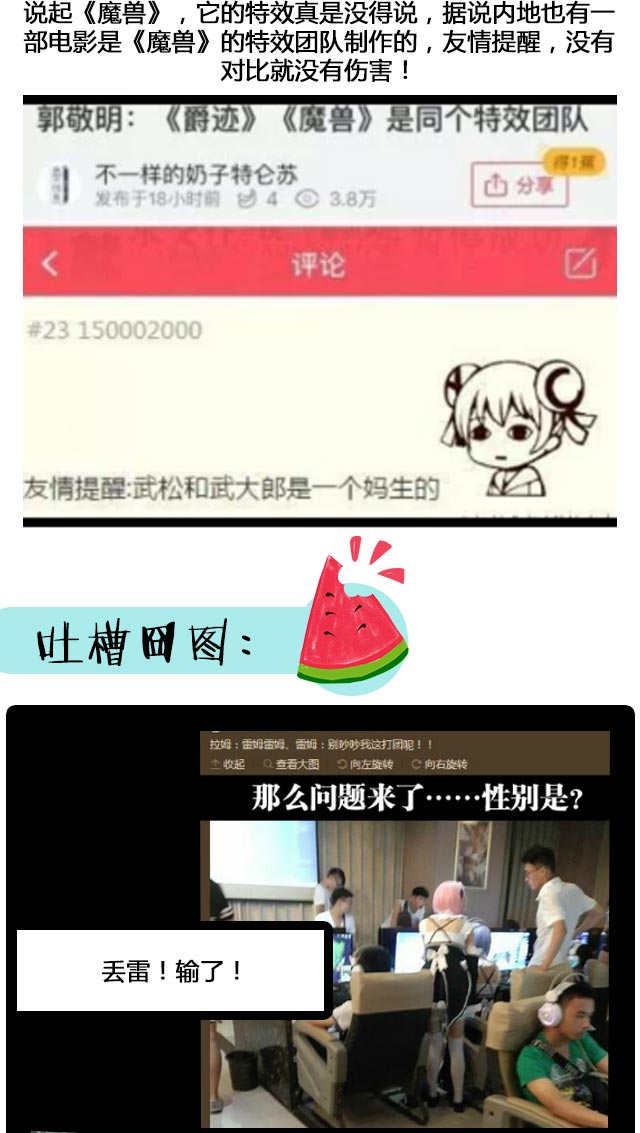 说起《魔兽》，它的特效真是没得说，据说内地也有一
部电影是《魔兽》的特效团队制作的，友情提醒，没有
对比就没有伤害！
郭敬明：《爵迹》《魔兽》是同个特效团队
得1蕉
不一样的奶子特仑苏
分享
发布于18小时前 4 3.8万
评论
#23 150002000
友情提醒:武松和武大郎是一个妈生的
吐槽囧图：
拉姆：雷姆雷姆、雷姆：别吵吵我这打团呢！！
收起 查看大图 向左旋转 向右旋转
那么问题来了……性别是?
丢雷！输了！